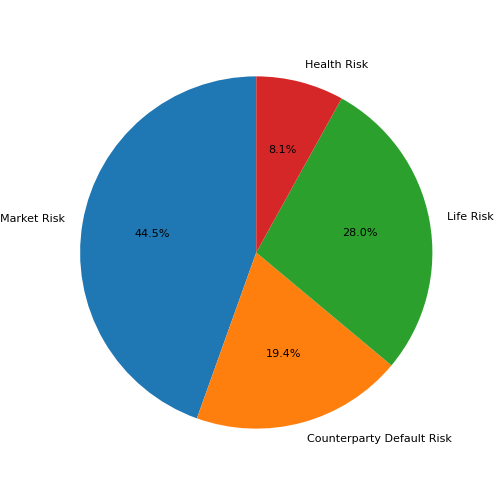 Health Risk
8.1%
Market Risk
44.5%
28.0%
Life Risk
19.4%
Counterparty Default Risk